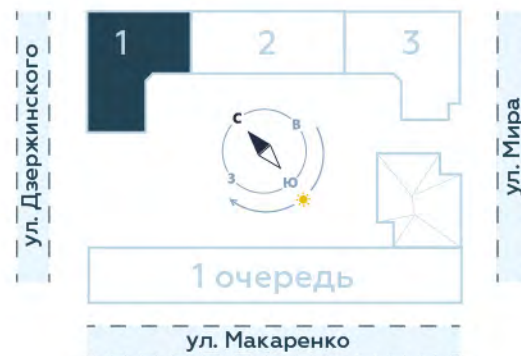 1
2
3
ул. Дзержинского
С
В
З
Ю
ул. Мира
1 очередь
ул. Макаренко